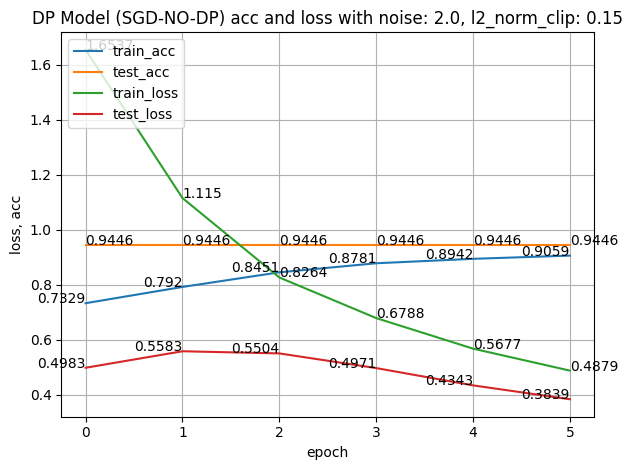 DP Model (SGD-NO-DP) acc and loss with noise: 2.0, l2_norm_clip: 0.15
1.6537
train_acc
test_acc
train_loss
test_loss
1.6
1.4
1.2
1.0
0.8
0.6
0.4
loss, acc
1.115
0.9446 0.9446 0.9446 0.9446 0.9446 0.9446
0.7329 0.792 0.8451 0.8781 0.8942 0.9059
0.8264 0.6788 0.5677 0.4879
0.4983 0.5583 0.5504 0.4971 0.4343 0.3839
0 1 2 3 4 5
epoch